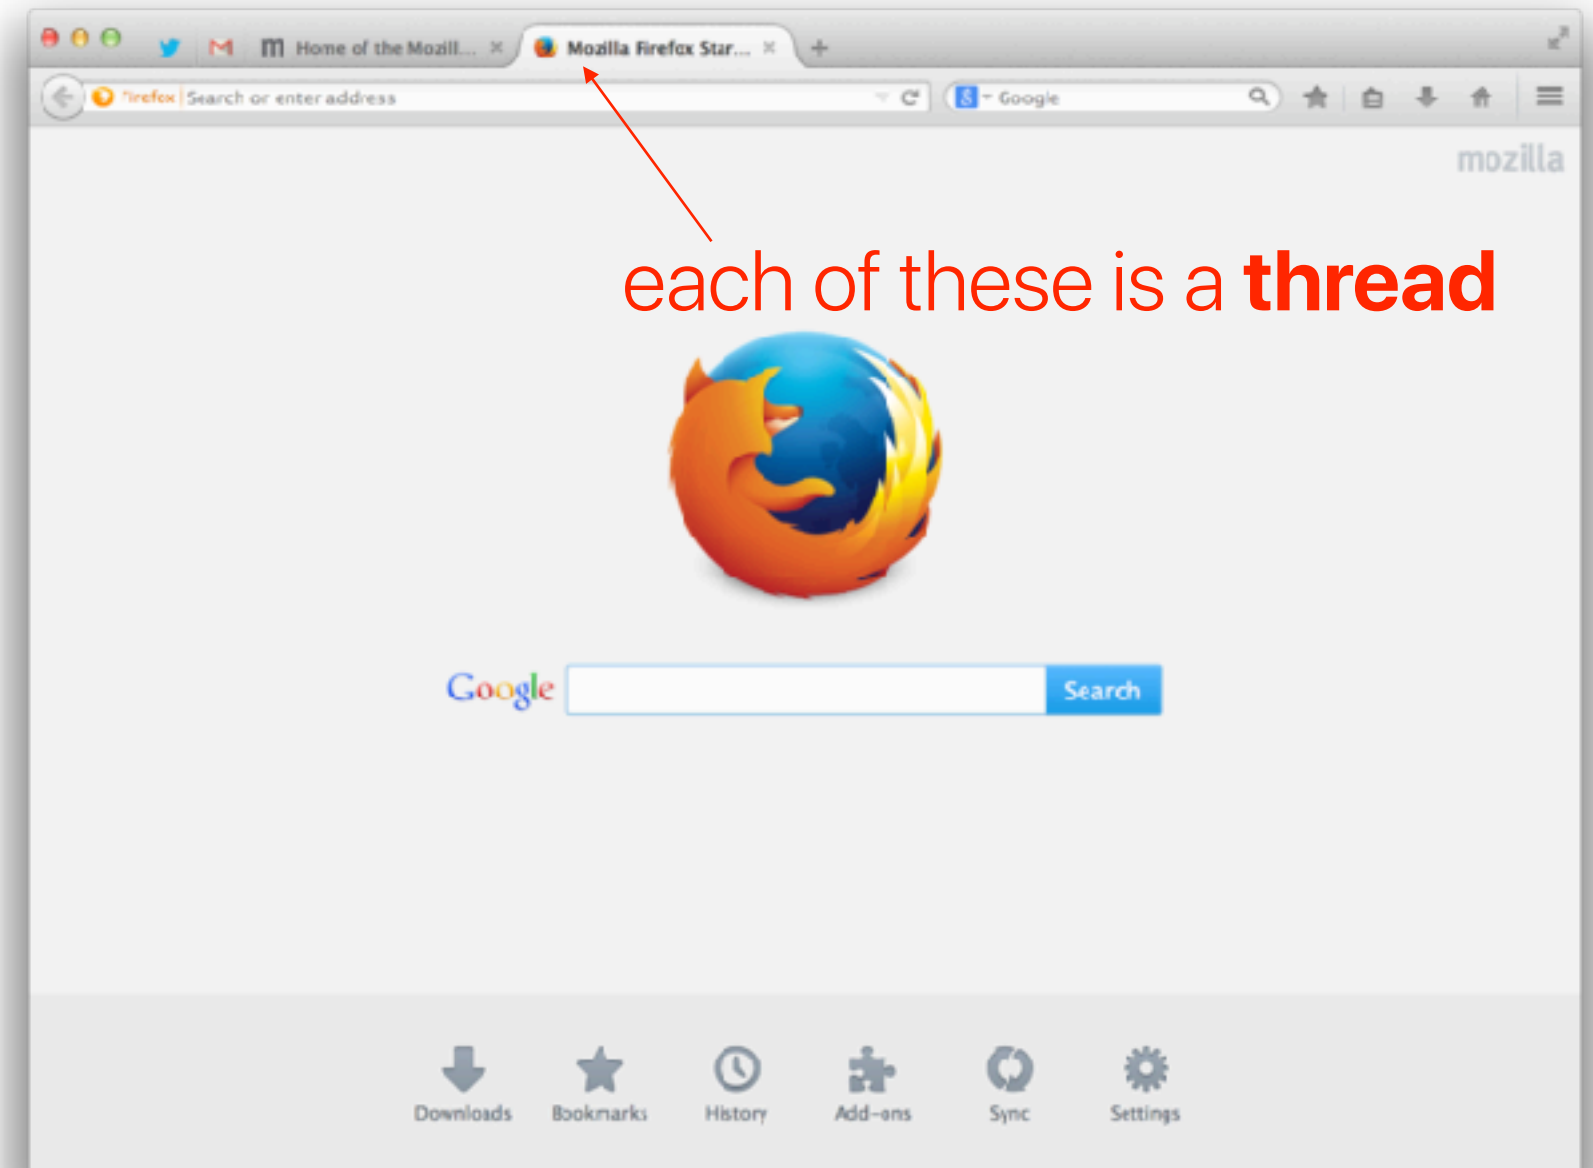 Home of the Mozill...
Mozilla Firefox Star...
Firefox Search or enter address
Google
mozilla
each of these is a thread
Google Search
Downloads Bookmarks History Add-ons Sync Settings